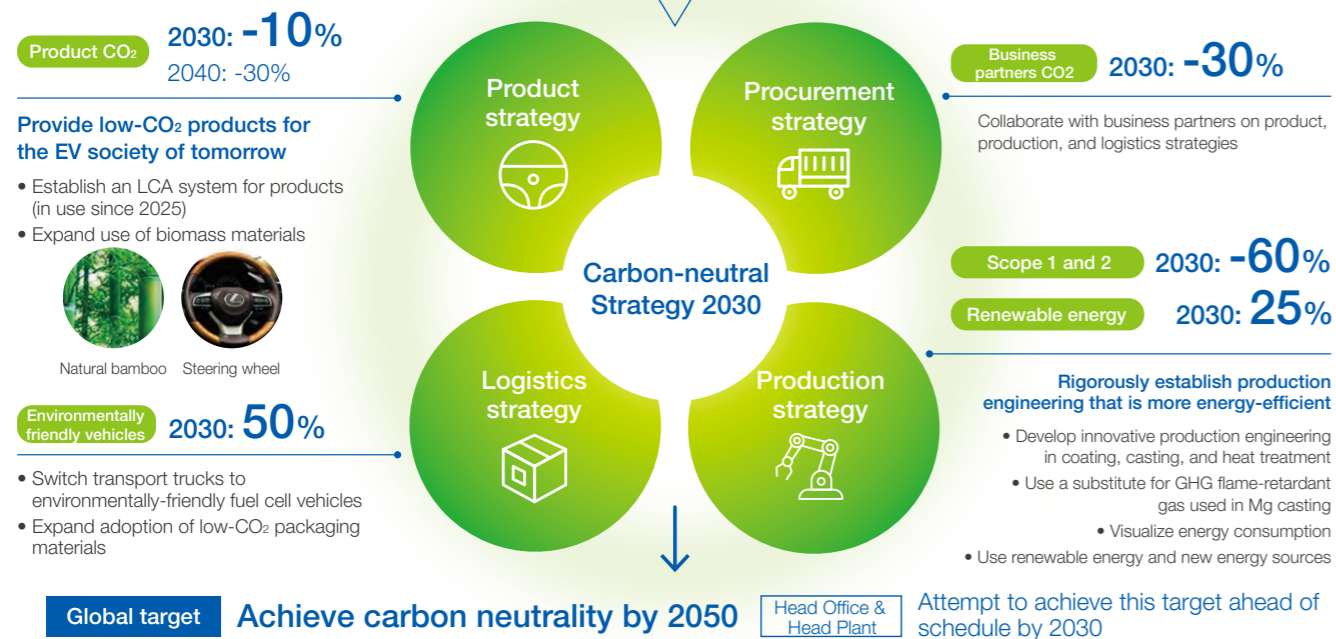 Product CO₂
2030: -10%
2040: -30%
Provide low-CO₂ products for
the EV society of tomorrow
• Establish an LCA system for products
(in use since 2025)
• Expand use of biomass materials
Natural bamboo
Steering wheel
Environmentally
friendly vehicles
2030: 50%
• Switch transport trucks to
environmentally-friendly fuel cell vehicles
• Expand adoption of low-CO₂ packaging
materials
Product
strategy
Procurement
strategy
Carbon-neutral
Strategy 2030
Logistics
strategy
Production
strategy
Business
partners CO2
2030: -30%
Collaborate with business partners on product,
production, and logistics strategies
Scope 1 and 2
2030: -60%
Renewable energy
2030: 25%
Rigorously establish production
engineering that is more energy-efficient
• Develop innovative production engineering
in coating, casting, and heat treatment
• Use a substitute for GHG flame-retardant
gas used in Mg casting
• Visualize energy consumption
• Use renewable energy and new energy sources
Global target
Achieve carbon neutrality by 2050
Head Office &
Head Plant
Attempt to achieve this target ahead of
schedule by 2030